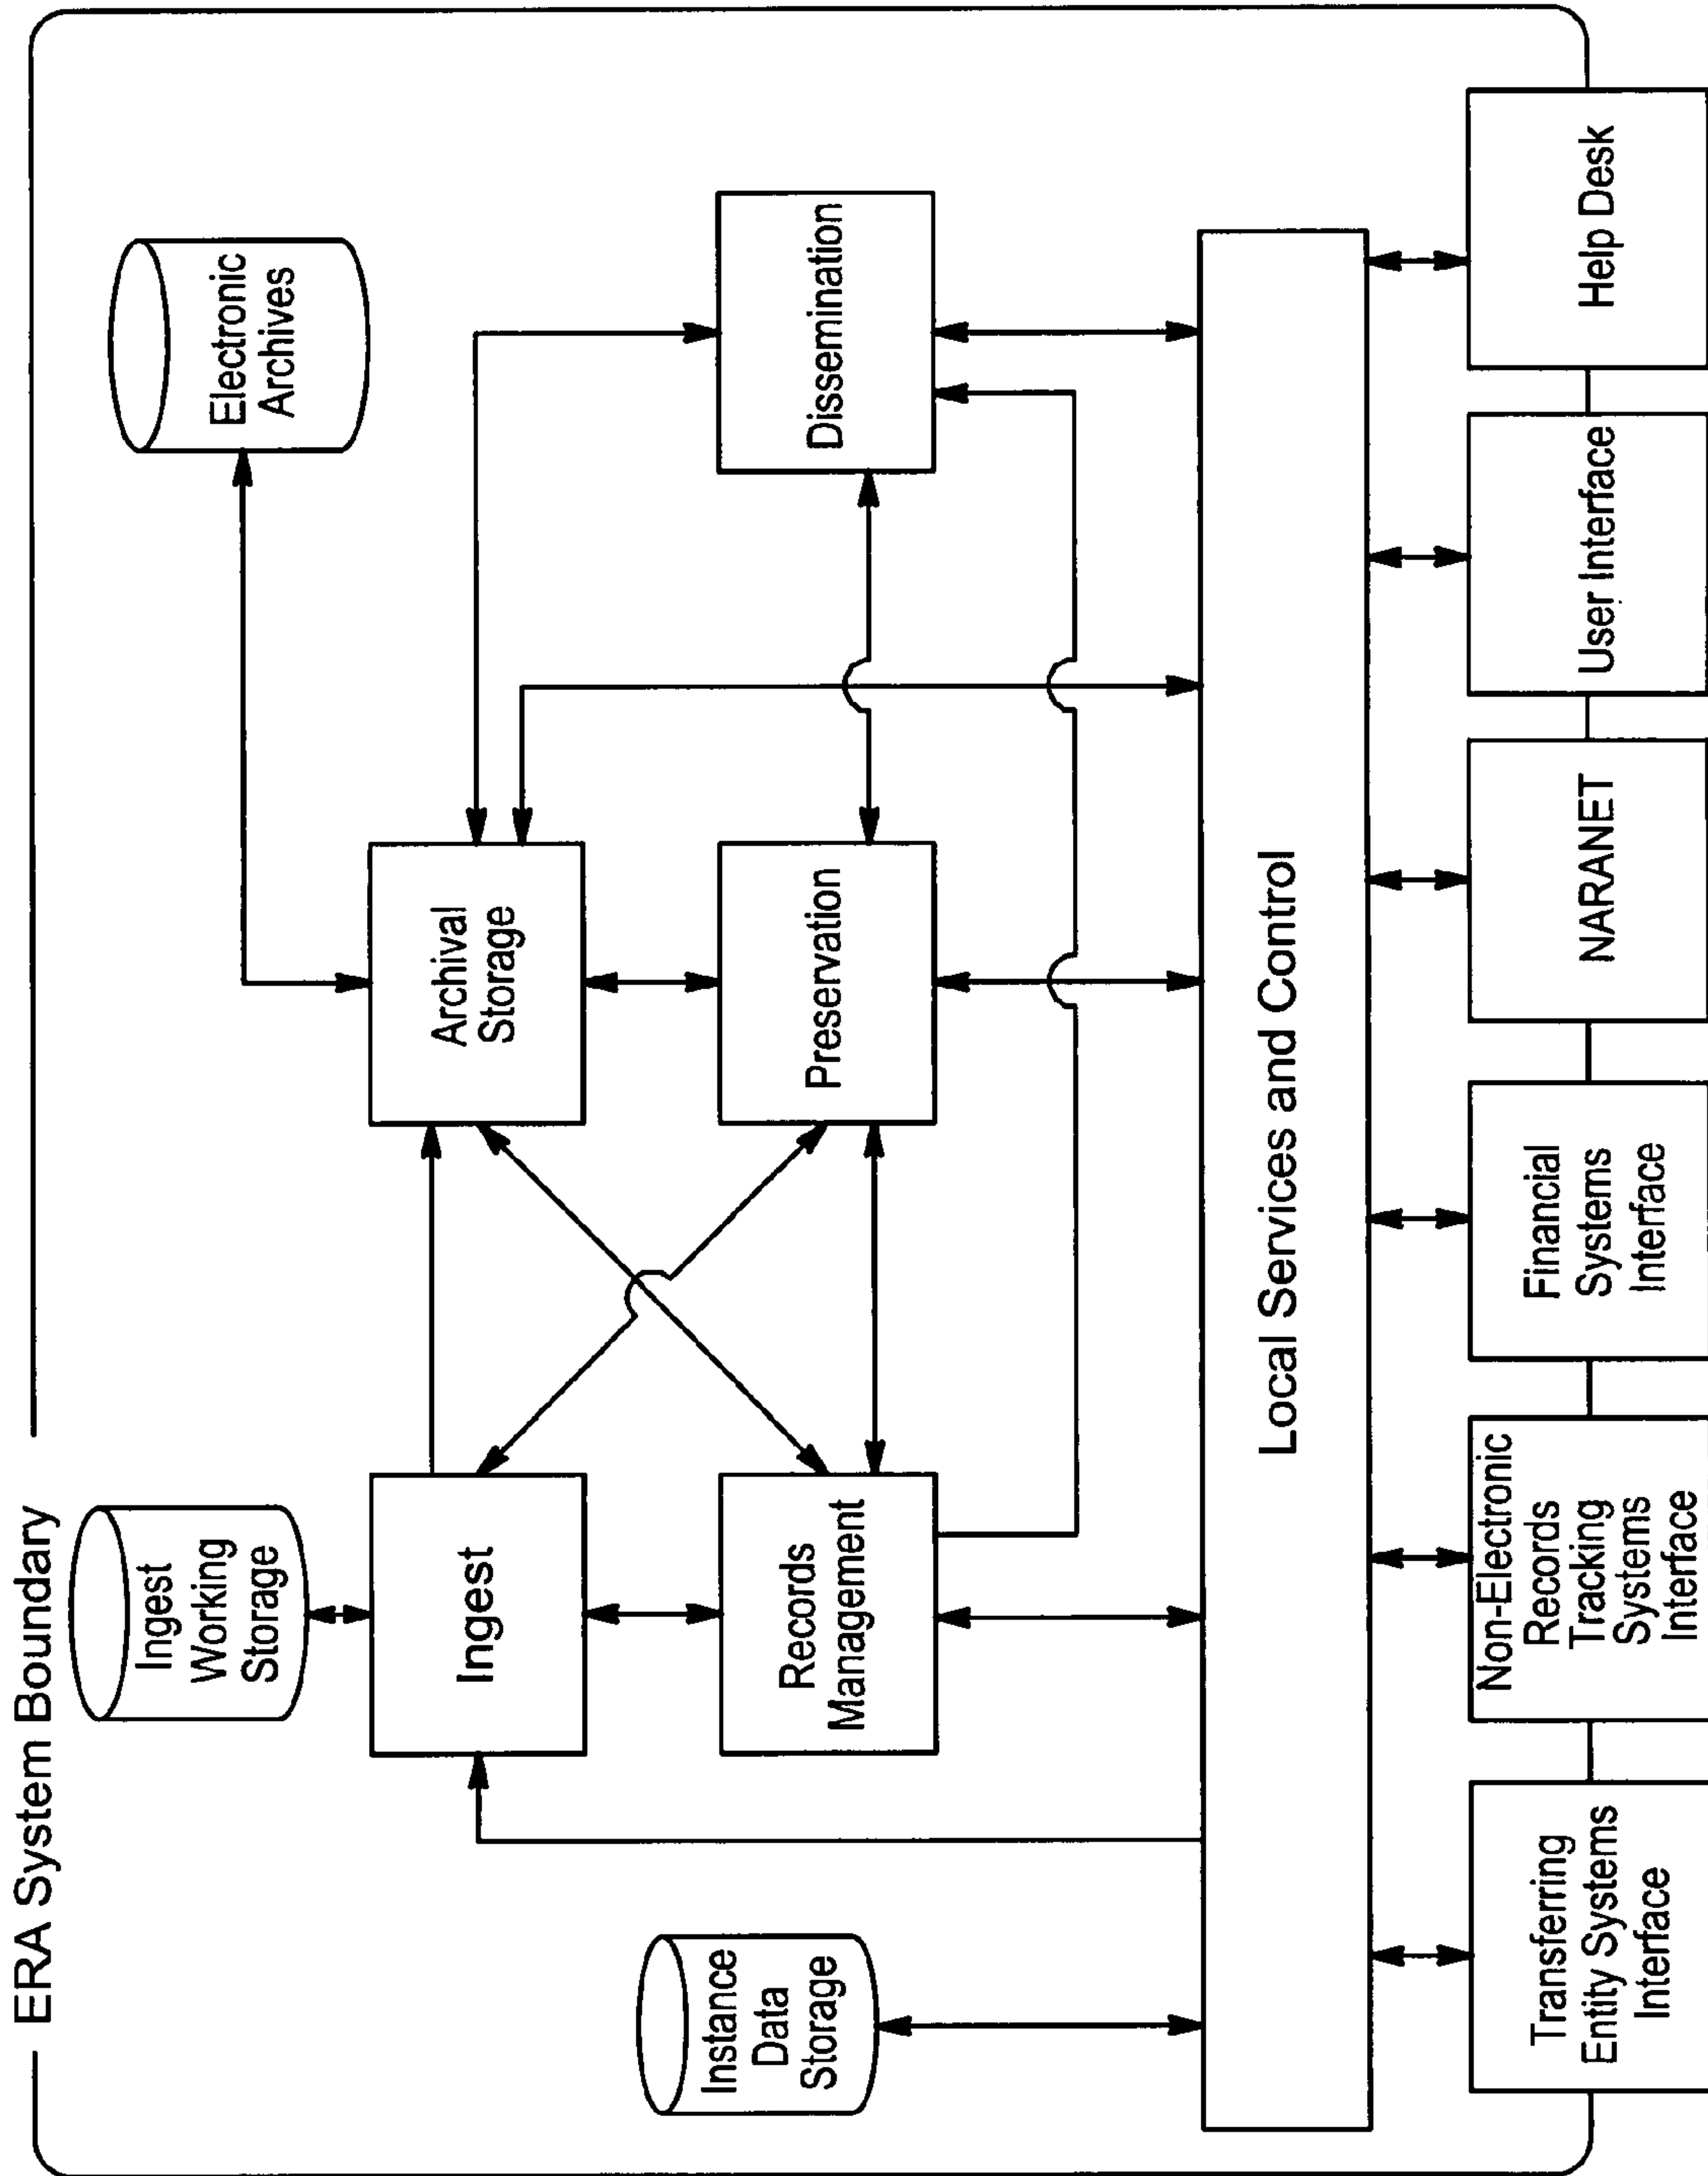 ERA System Boundary
Ingest
Working
Storage
Electronic
Archives
Ingest
Archival
Storage
Instance
Data
Storage
Records
Management
Preservation
Dissemination
Local Services and Control
Transferring
Entity Systems
Interface
Non-Electronic
Records
Tracking
Systems
Interface
Financial
Systems
Interface
NARANET
User Interface
Help Desk